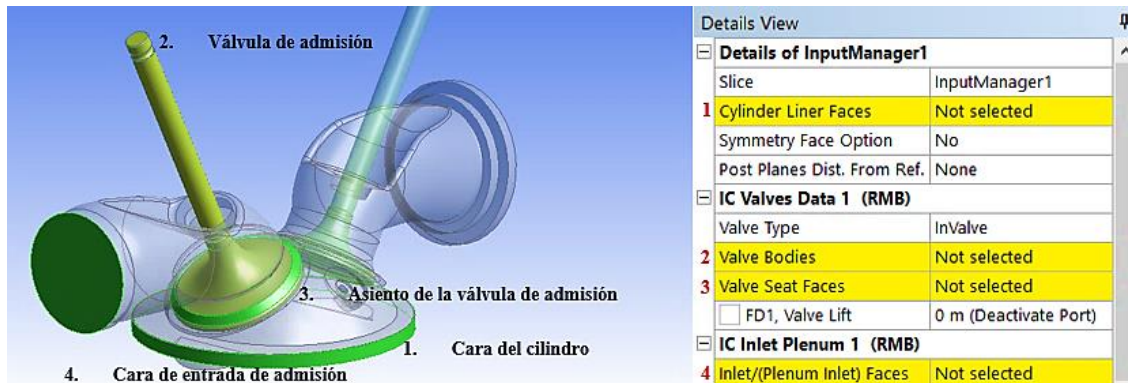 2. Válvula de admisión
3. Asiento de la válvula de admisión
1. Cara del cilindro
4. Cara de entrada de admisión
Details View
Details of InputManager1
Slice InputManager1
1 Cylinder Liner Faces Not selected
Symmetry Face Option No
Post Planes Dist. From Ref. None
IC Valves Data 1 (RMB)
Valve Type InValve
2 Valve Bodies Not selected
3 Valve Seat Faces Not selected
FD1, Valve Lift 0 m (Deactivate Port)
IC Inlet Plenum 1 (RMB)
4 Inlet/(Plenum Inlet) Faces Not selected